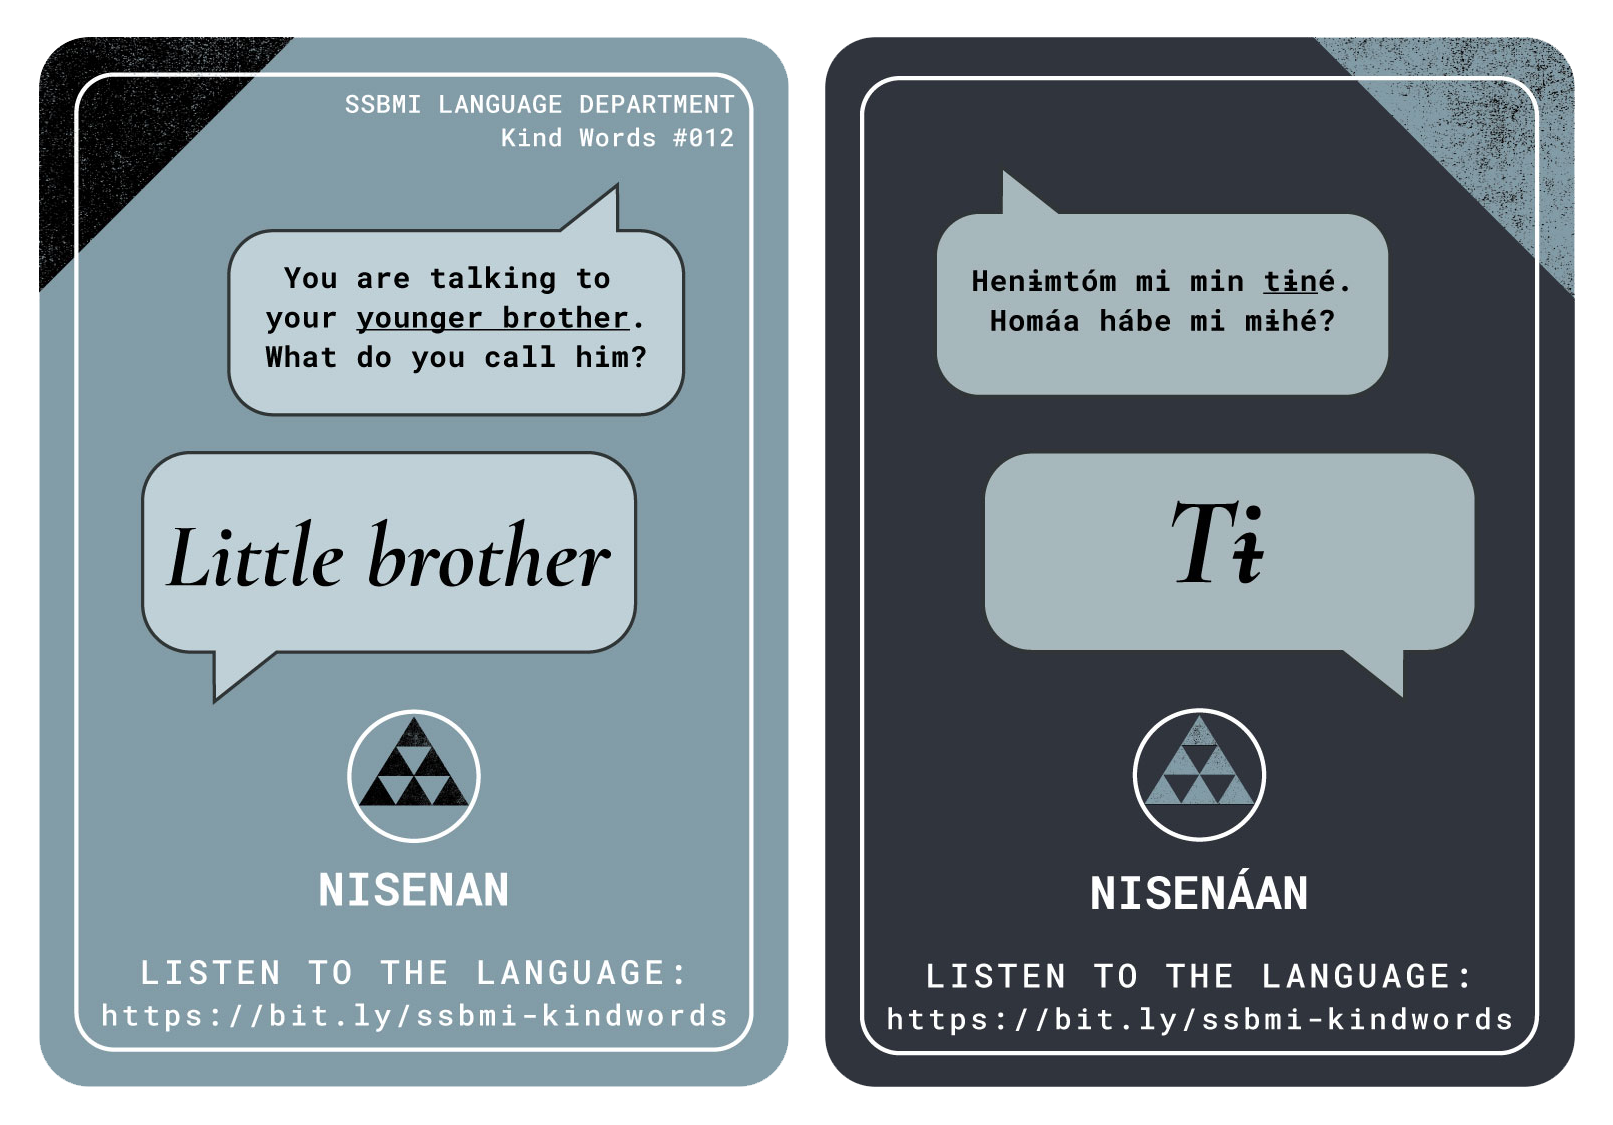 SSBMI LANGUAGE DEPARTMENT
Kind Words #012
You are talking to
your younger brother.
What do you call him?
Little brother
NISENAN
LISTEN TO THE LANGUAGE:
https://bit.ly/ssbmi-kindwords
Henɨmtóm mi min tɨné.
Homáa hábe mi mɨhé?
Tɨ
NISENÁAN
LISTEN TO THE LANGUAGE:
https://bit.ly/ssbmi-kindwords